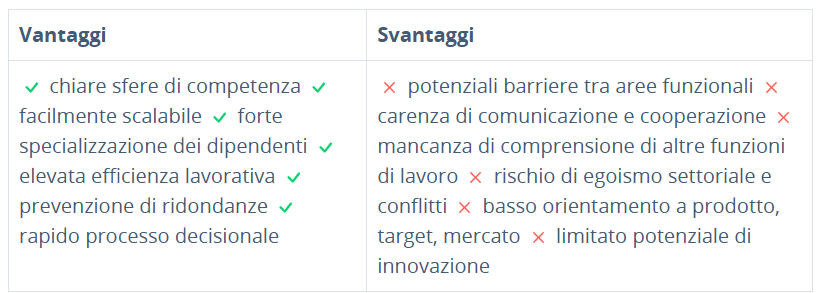 Vantaggi
Svantaggi
✓ chiare sfere di competenza ✓
facilmente scalabile ✓ forte
specializzazione dei dipendenti ✓
elevata efficienza lavorativa ✓
prevenzione di ridondanze ✓
rapido processo decisionale
✕ potenziali barriere tra aree funzionali ✕
carenza di comunicazione e cooperazione ✕
mancanza di comprensione di altre funzioni
di lavoro ✕ rischio di egoismo settoriale e
conflitti ✕ basso orientamento a prodotto,
target, mercato ✕ limitato potenziale di
innovazione